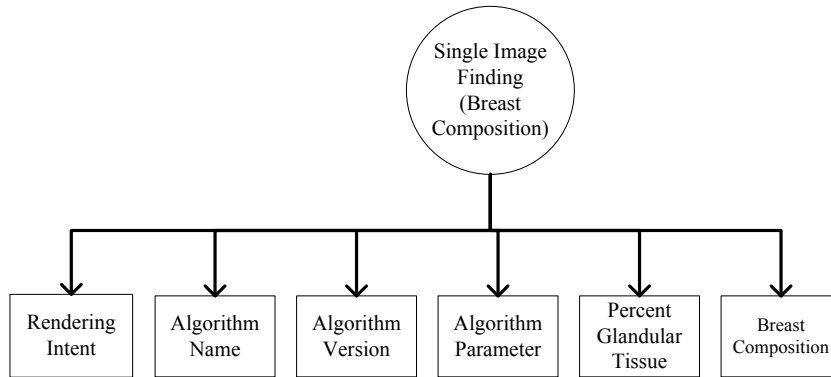 Single Image
Finding
(Breast
Composition)
Rendering
Intent
Algorithm
Name
Algorithm
Version
Algorithm
Parameter
Percent
Glandular
Tissue
Breast
Composition